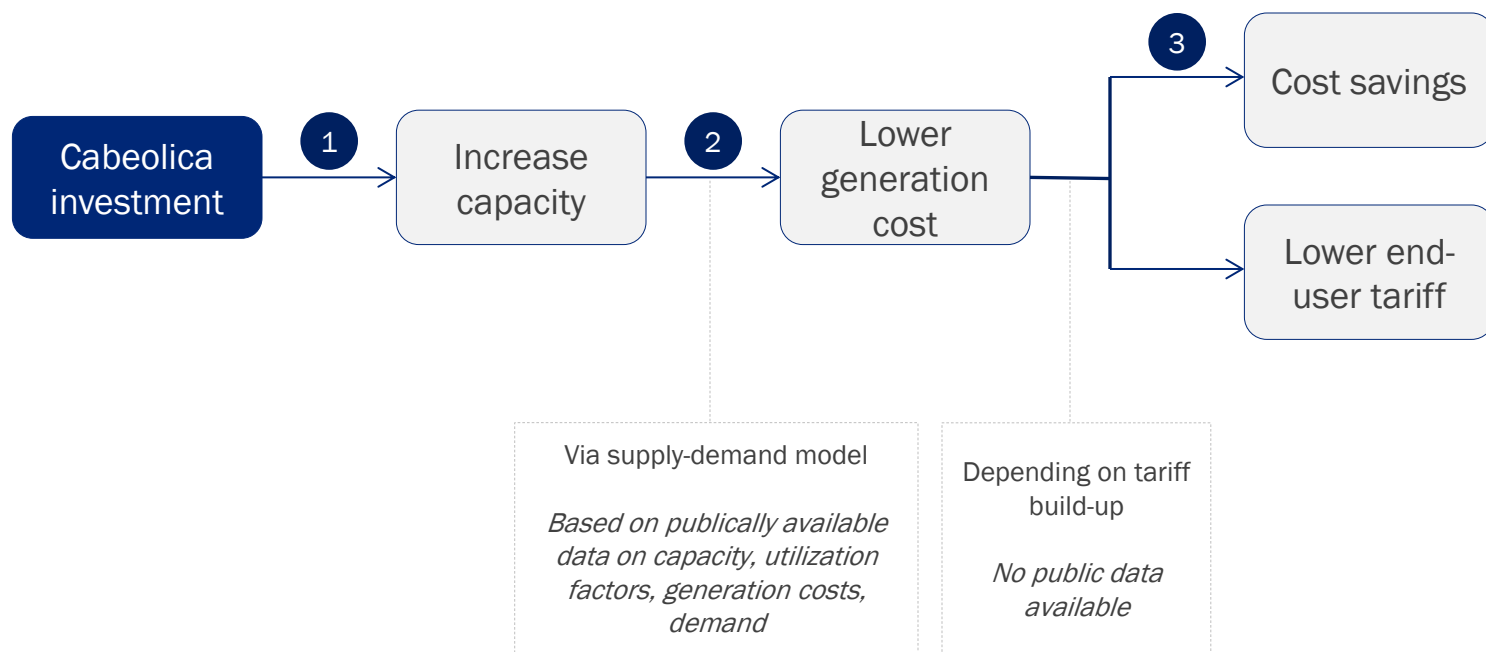 Cabeolica
investment
1
Increase
capacity
2
Lower
generation
cost
3
Cost savings
Lower end-
user tariff
Via supply-demand model
Based on publically available
data on capacity, utilization
factors, generation costs,
demand
Depending on tariff
build-up
No public data
available